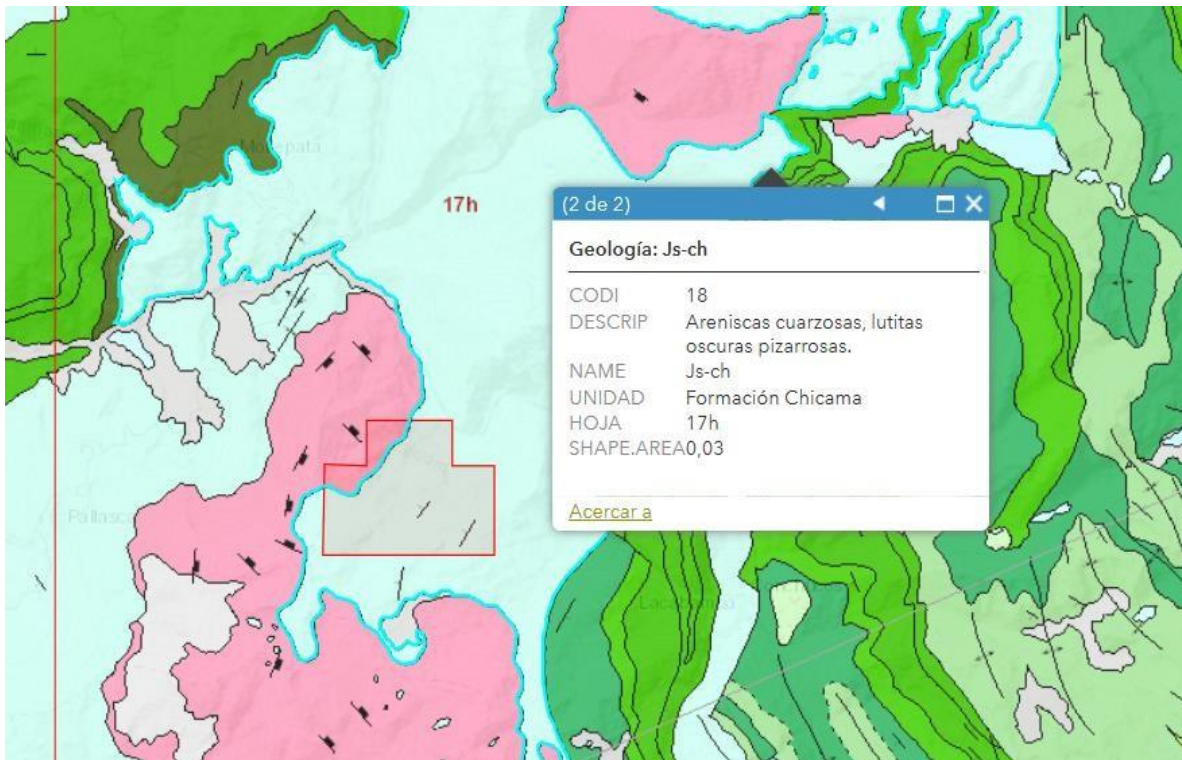 17h
(2 de 2)
Geología: Js-ch
CODI 18
DESCRIP Areniscas cuarzosas, lutitas
oscuras pizarrosas.
NAME Js-ch
UNIDAD Formación Chicama
HOJA 17h
SHAPE.AREA0,03
Acercar a
Pallasca